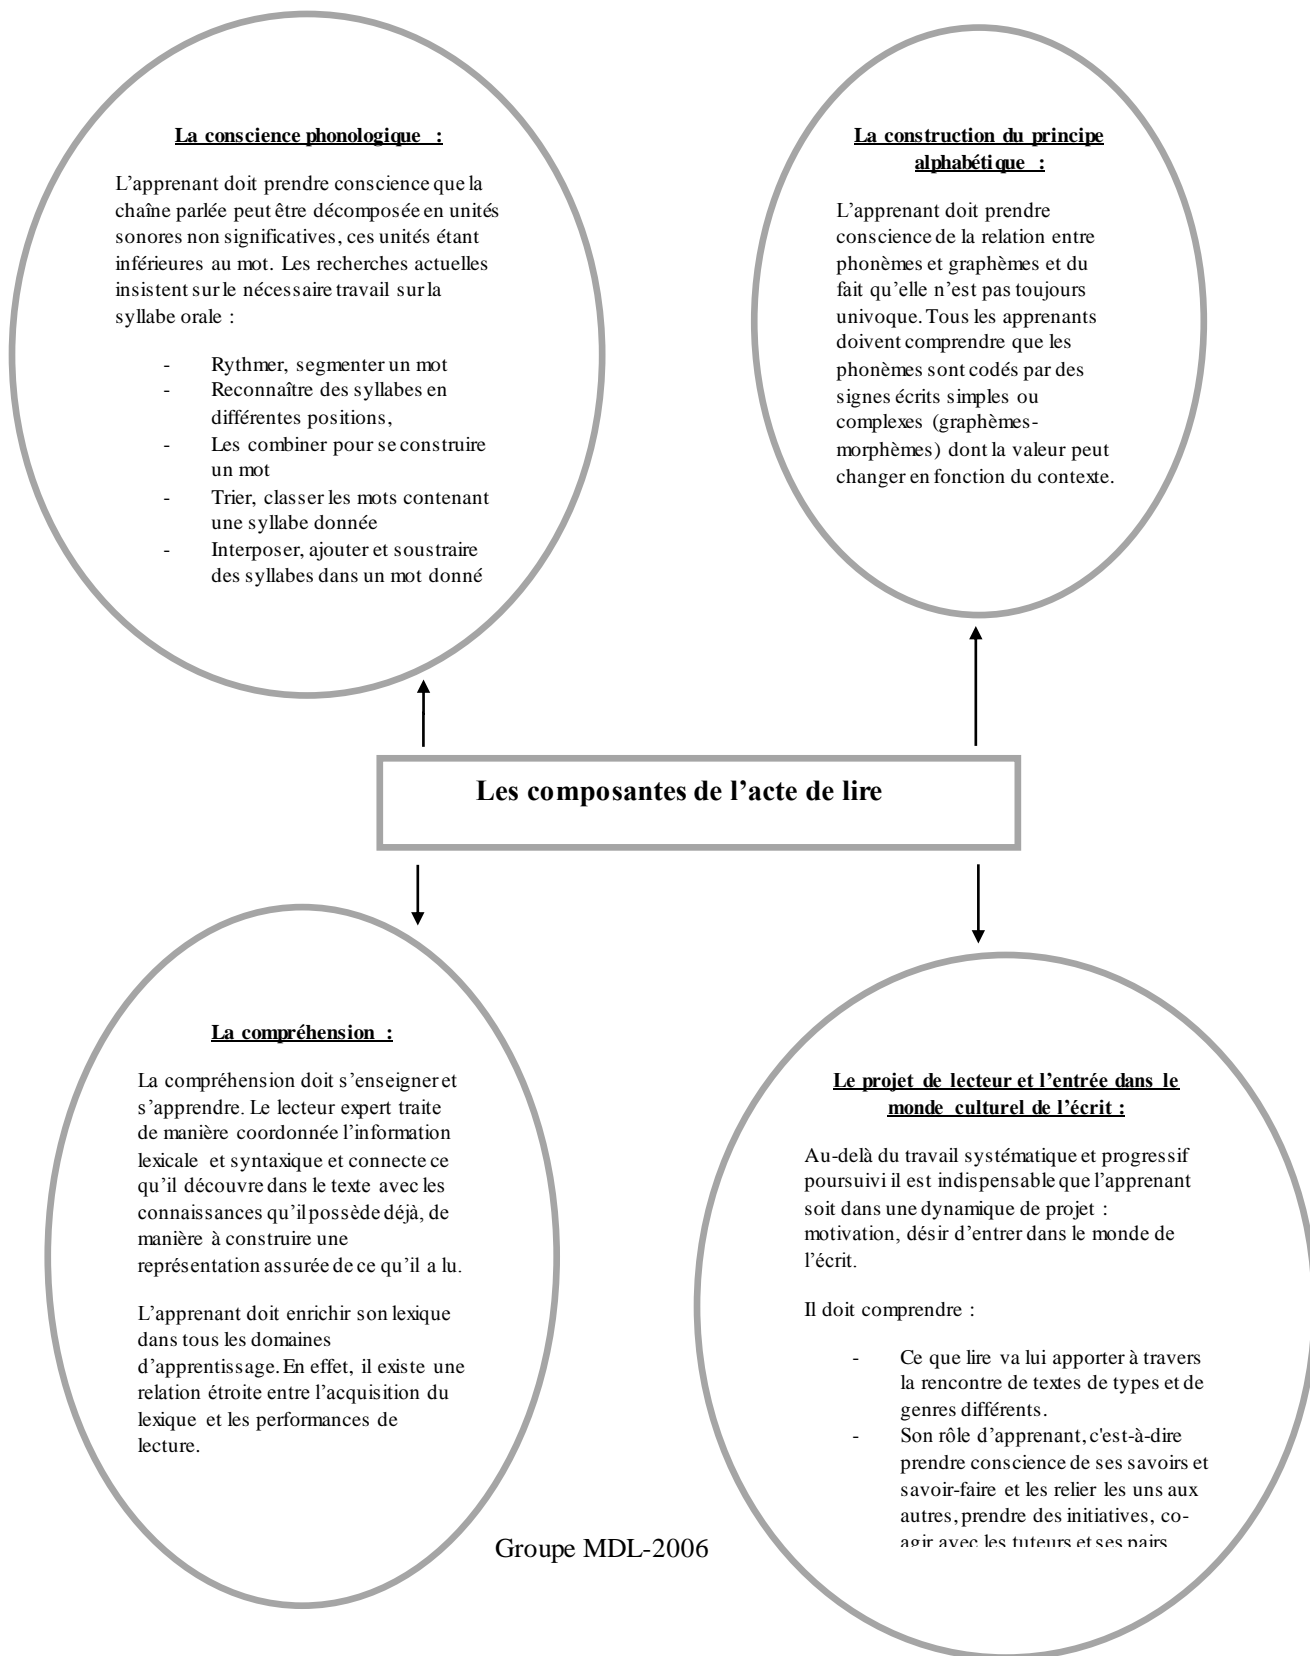 La conscience phonologique :
L’apprenant doit prendre conscience que la
chaîne parlée peut être décomposée en unités
sonores non significatives, ces unités étant
inférieures au mot. Les recherches actuelles
insistent sur le nécessaire travail sur la
syllabe orale :
- Rythmer, segmenter un mot
- Reconnaître des syllabes en
différentes positions,
- Les combiner pour se construire
un mot
- Trier, classer les mots contenant
une syllabe donnée
- Interposer, ajouter et soustraire
des syllabes dans un mot donné
La construction du principe
alphabétique :
L’apprenant doit prendre
conscience de la relation entre
phonèmes et graphèmes et du
fait qu’elle n’est pas toujours
univoque. Tous les apprenants
doivent comprendre que les
phonèmes sont codés par des
signes écrits simples ou
complexes (graphèmes-
morphèmes) dont la valeur peut
changer en fonction du contexte.
Les composantes de l’acte de lire
La compréhension :
La compréhension doit s’enseigner et
s’apprendre. Le lecteur expert traite
de manière coordonnée l’information
lexicale et syntaxique et connecte ce
qu’il découvre dans le texte avec les
connaissances qu’il possède déjà, de
manière à construire une
représentation assurée de ce qu’il a lu.
L’apprenant doit enrichir son lexique
dans tous les domaines
d’apprentissage. En effet, il existe une
relation étroite entre l’acquisition du
lexique et les performances de
lecture.
Le projet de lecteur et l’entrée dans le
monde culturel de l’écrit :
Au-delà du travail systématique et progressif
poursuivi il est indispensable que l’apprenant
soit dans une dynamique de projet :
motivation, désir d’entrer dans le monde de
l’écrit.
Il doit comprendre :
- Ce que lire va lui apporter à travers
la rencontre de textes de types et de
genres différents.
- Son rôle d’apprenant, c'est-à-dire
prendre conscience de ses savoirs et
savoir-faire et les relier les uns aux
autres, prendre des initiatives, co-
agir avec les tuteurs et ses pairs
Groupe MDL-2006